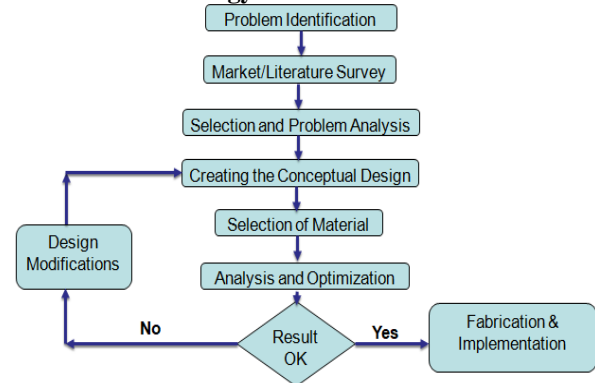 gy
Problem Identification
Market/Literature Survey
Selection and Problem Analysis
Creating the Conceptual Design
Selection of Material
Design
Modifications
Analysis and Optimization
No
Result
OK
Yes
Fabrication &
Implementation